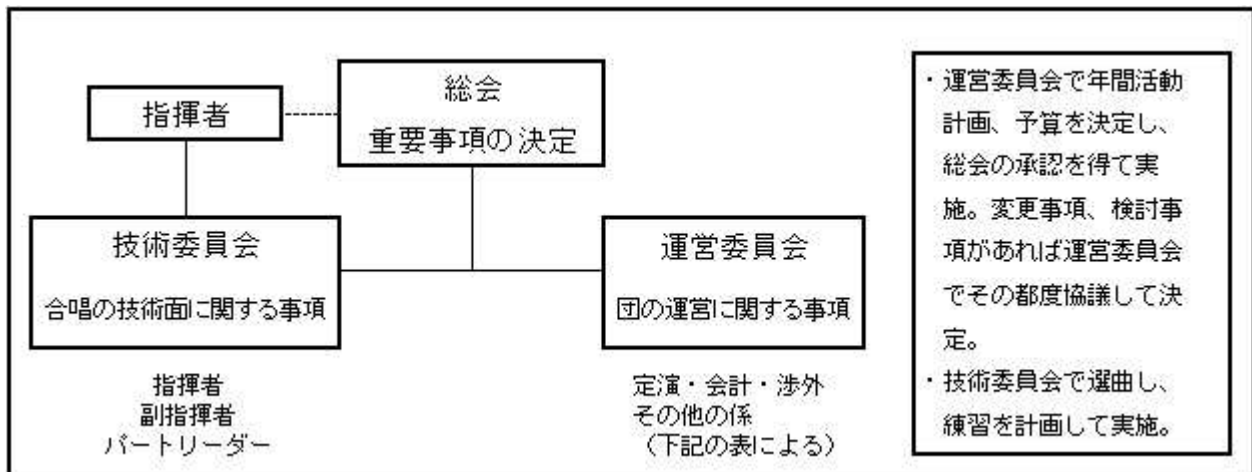 指揮者
総会
重要事項の決定
技術委員会
合唱の技術面に関する事項
運営委員会
団の運営に関する事項
指揮者
副指揮者
パートリーダー
定演・会計・渉外
その他の係
（下記の表による）
・運営委員会で年間活動
計画、予算を決定し、
総会の承認を得て実
施。変更事項、検討事
項があれば運営委員会
でその都度協議して決
定。
・技術委員会で選曲し、
練習を計画して実施。